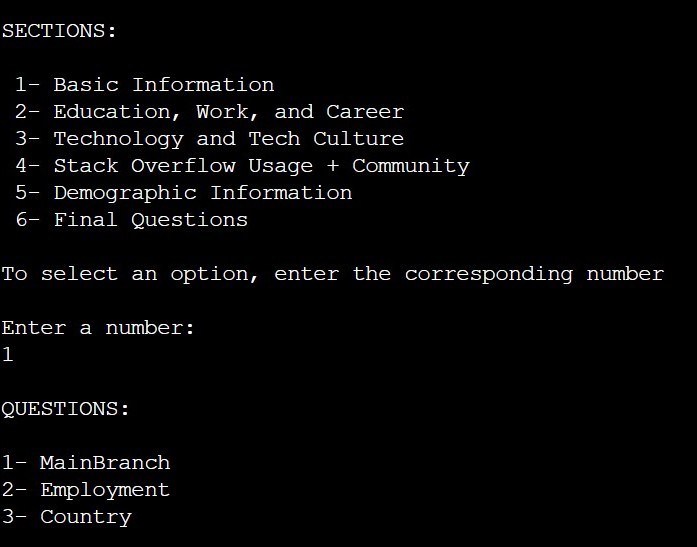 SECTIONS:
1- Basic Information
2- Education, Work, and Career
3- Technology and Tech Culture
4- Stack Overflow Usage + Community
5- Demographic Information
6- Final Questions
To select an option, enter the corresponding number
Enter a number:
1
QUESTIONS:
1- MainBranch
2- Employment
3- Country